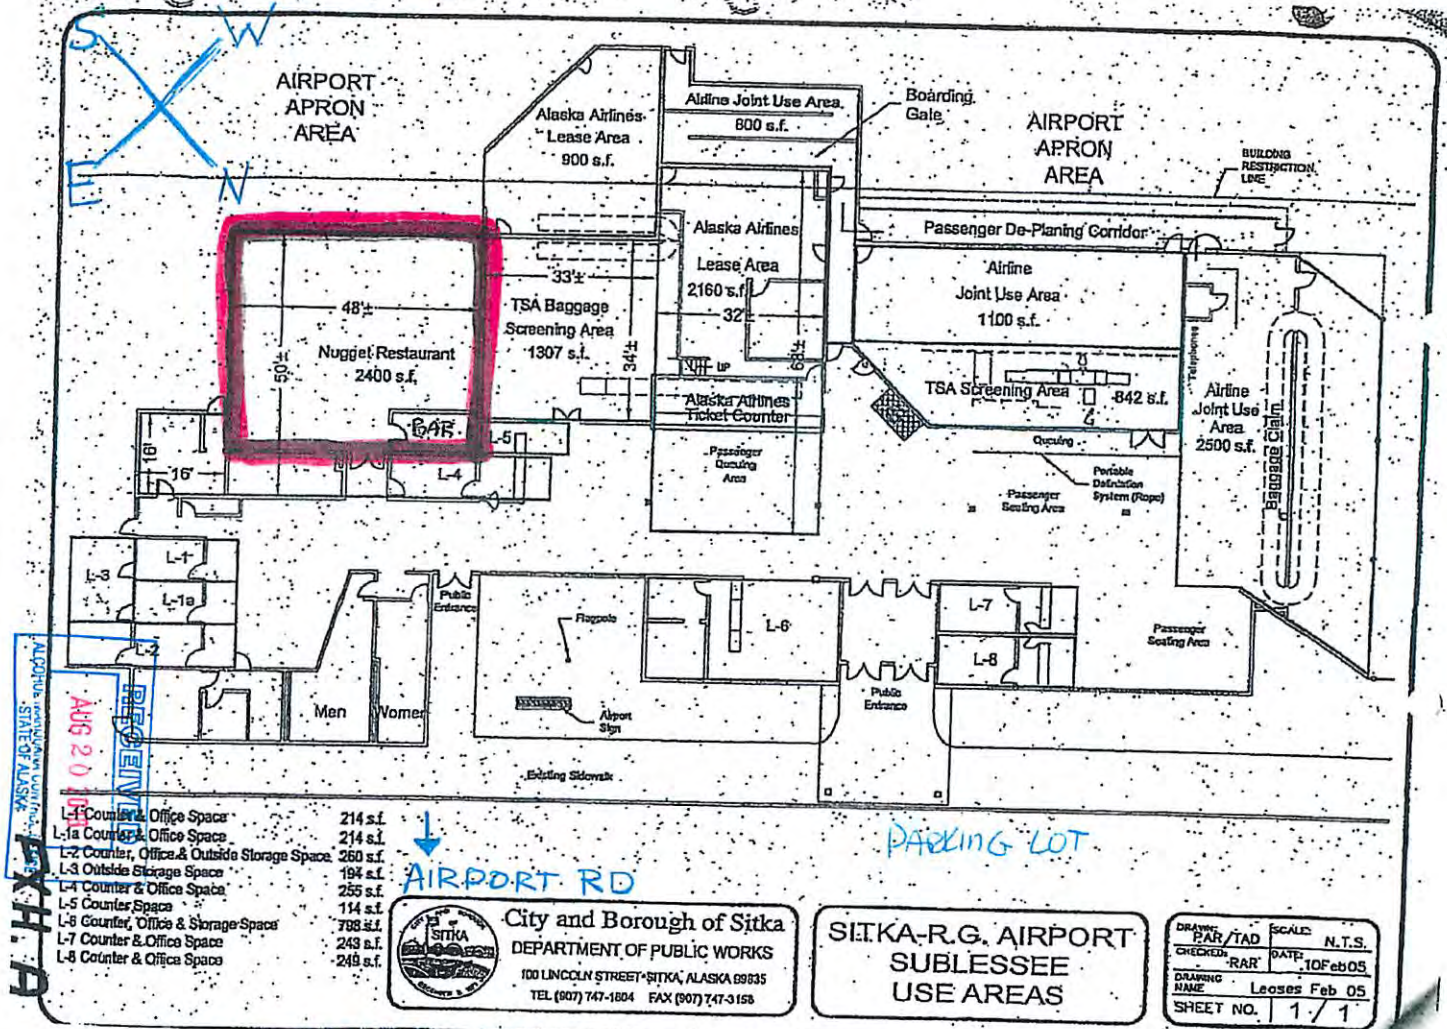 S
W
E
N
AIRPORT
APRON
AREA
Alaska Airlines
Lease Area
900 s.f.
Airline Joint Use Area
600 s.f.
Boarding
Gate
AIRPORT
APRON
AREA
BUILDING
RESTRICTION
LINE
Passenger De-Planing Corridor
Alaska Airlines
Lease Area
2160 s.f.
32'
68'±
UP
Airline
Joint Use Area
1100 s.f.
33'±
TSA Baggage
Screening Area
1307 s.f.
34'±
48'±
50'±
Nugget Restaurant
2400 s.f.
BAR
Alaska Airlines
Ticket Counter
TSA Screening Area
842 s.f.
Telephones
Airline
Joint Use
Area
2500 s.f.
Baggage Claim
16'
16'
L-5
L-4
Passenger
Queuing
Area
Queuing
Portable
Delineation
System (Rope)
Passenger
Seating Area
L-3
L-1
L-1a
L-2
Public
Entrance
Flagpole
L-6
L-7
L-8
Passenger
Seating Area
Men
Women
Airport
Sign
Public
Entrance
Existing Sidewalk
RECEIVED
AUG 20
STATE OF ALASKA
EXH. A
L-1 Counter & Office Space 214 s.f.
L-1a Counter & Office Space 214 s.f.
L-2 Counter, Office & Outside Storage Space 260 s.f.
L-3 Outside Storage Space 194 s.f.
L-4 Counter & Office Space 255 s.f.
L-5 Counter Space 114 s.f.
L-6 Counter, Office & Storage Space 798 s.f.
L-7 Counter & Office Space 243 s.f.
L-8 Counter & Office Space 249 s.f.
AIRPORT RD
PARKING LOT
SITKA
City and Borough of Sitka
DEPARTMENT OF PUBLIC WORKS
100 LINCOLN STREET SITKA, ALASKA 99835
TEL (907) 747-1804 FAX (907) 747-3158
SITKA-R.G. AIRPORT
SUBLESSEE
USE AREAS
DRAWN: PAR/TAD SCALE: N.T.S.
CHECKED: RAR DATE: 10Feb05
DRAWING NAME Leases Feb 05
SHEET NO. 1 / 1